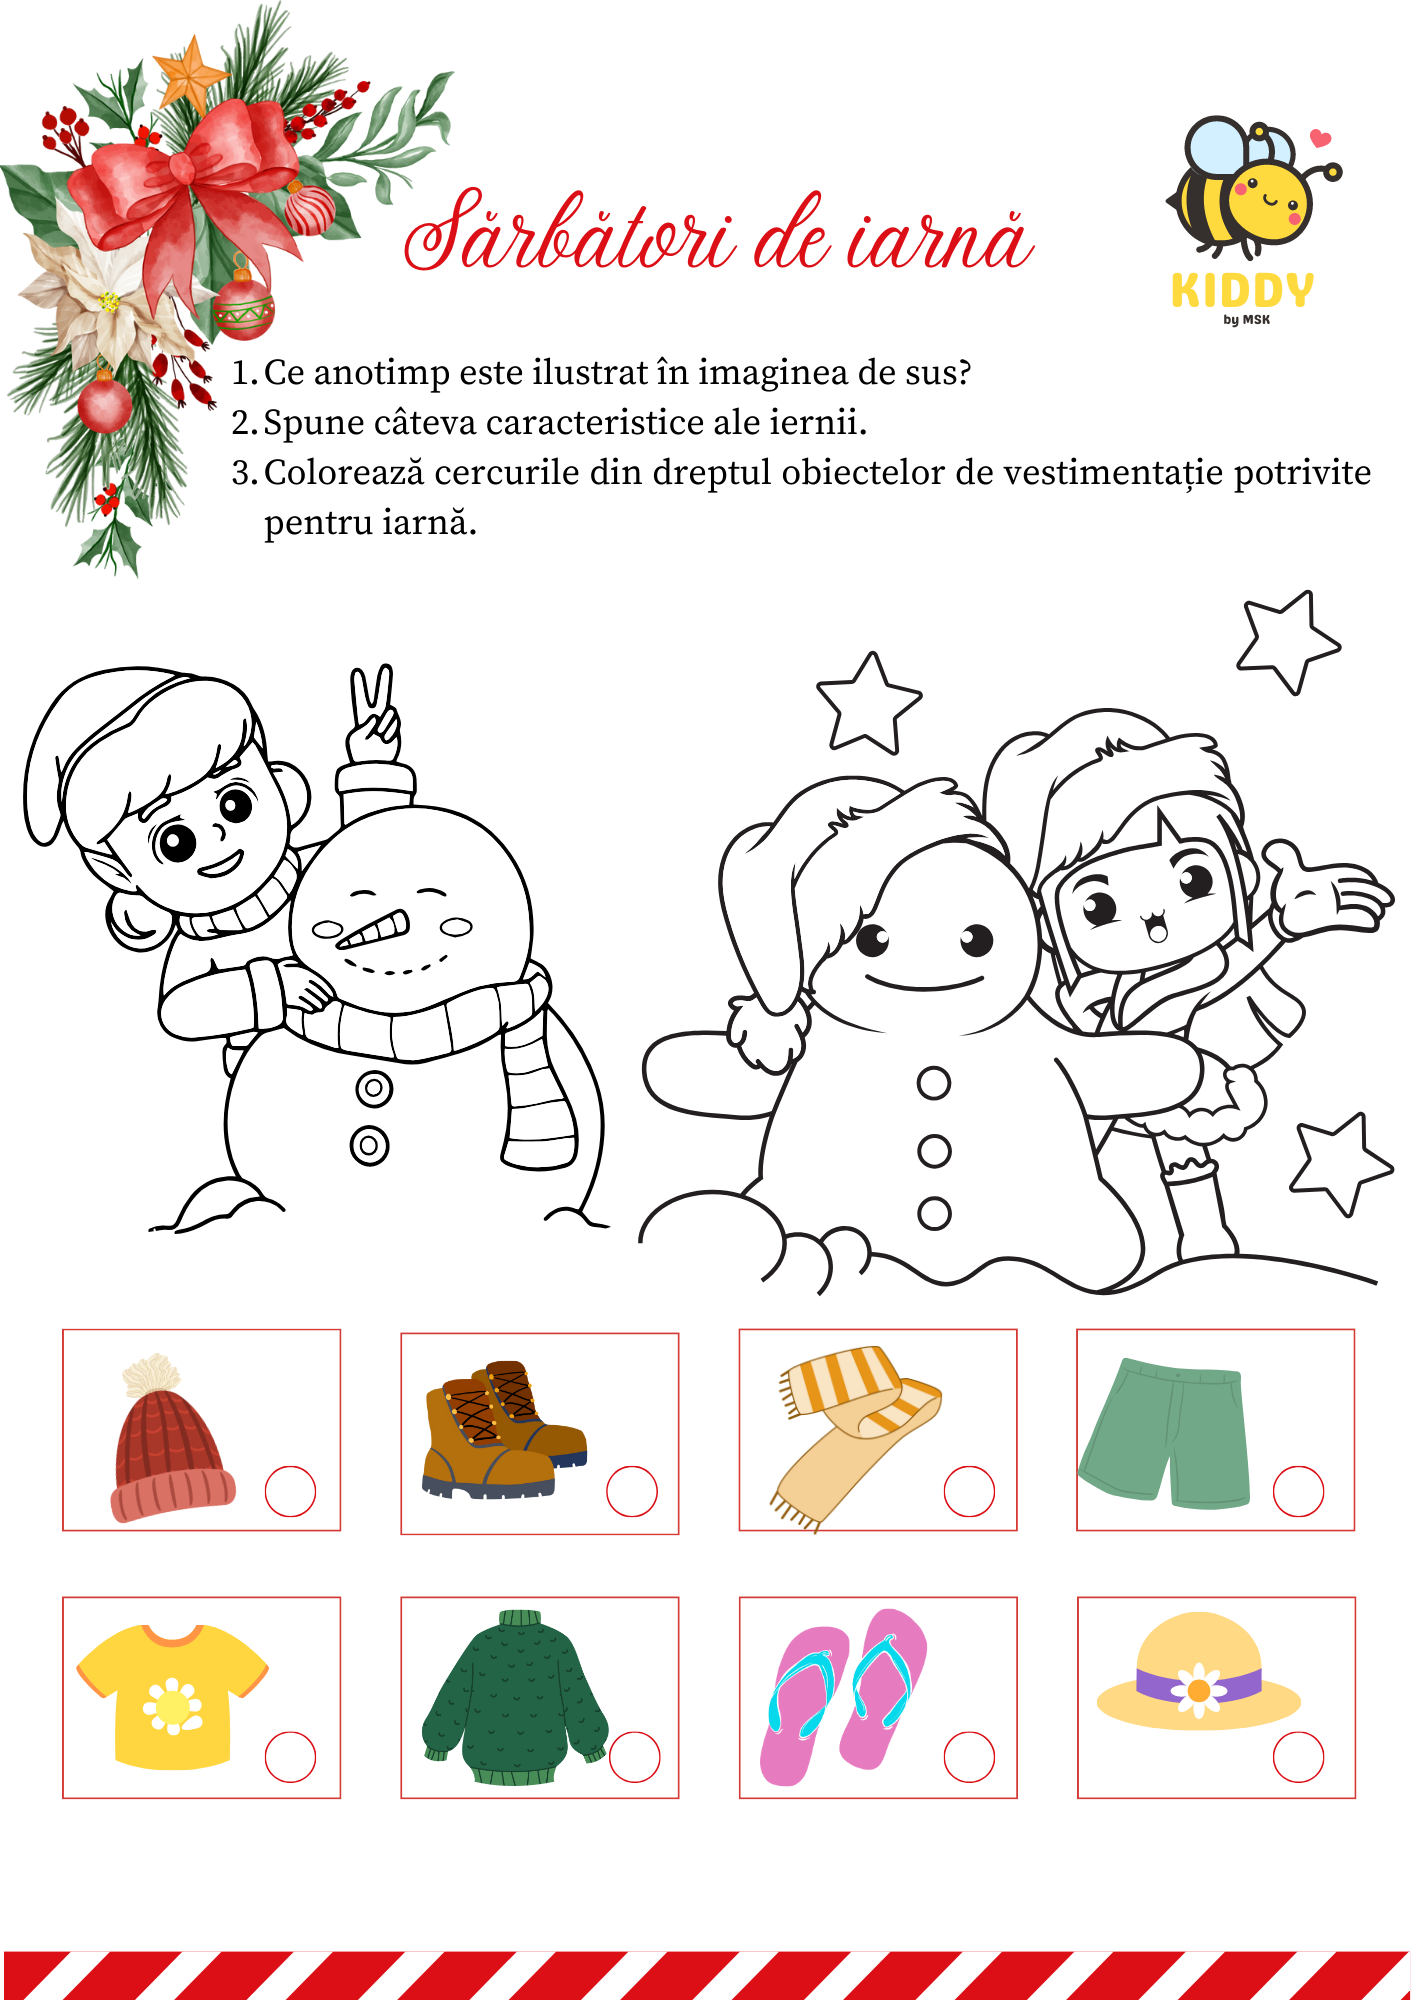 Sărbători de iarnă
KIDDY
by MSK
1. Ce anotimp este ilustrat în imaginea de sus?
2. Spune câteva caracteristice ale iernii.
3. Colorează cercurile din dreptul obiectelor de vestimentație potrivite
pentru iarnă.